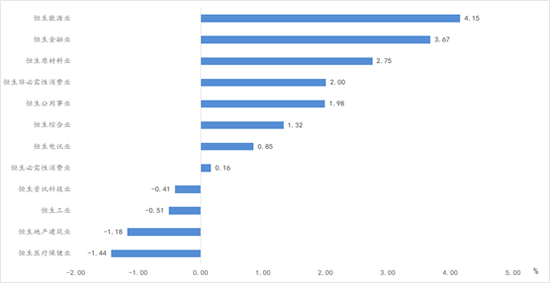 恒生能源业 4.15
恒生金融业 3.67
恒生原材料业 2.75
恒生非必需性消费业 2.00
恒生公用事业 1.98
恒生综合业 1.32
恒生电讯业 0.85
恒生必需性消费业 0.16
恒生资讯科技业 -0.41
恒生工业 -0.51
恒生地产建筑业 -1.18
恒生医疗保健业 -1.44
-2.00 -1.00 0.00 1.00 2.00 3.00 4.00 5.00 %